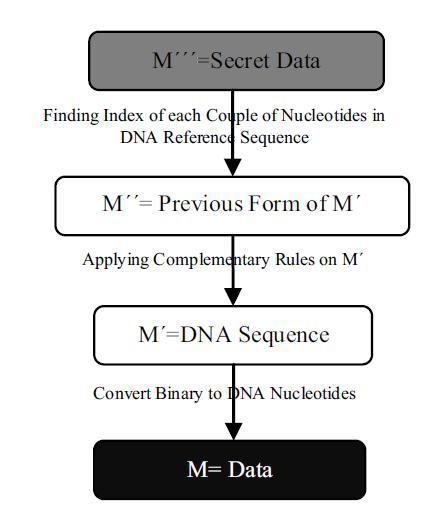 M´´´=Secret Data
Finding Index of each Couple of Nucleotides in
DNA Reference Sequence
M´´= Previous Form of M´
Applying Complementary Rules on M´
M´=DNA Sequence
Convert Binary to DNA Nucleotides
M= Data